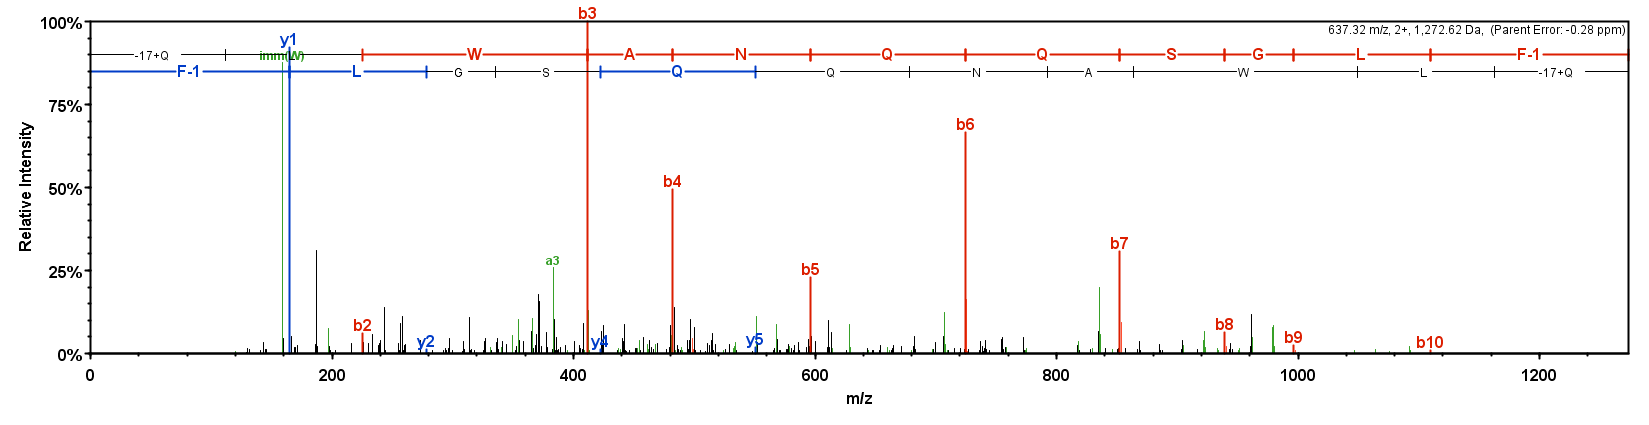 b3
100%
637.32 m/z, 2+, 1,272.62 Da, (Parent Error: -0.28 ppm)
y1
-17+Q W A N Q Q S G L F-1
F-1 L G S Q Q N A W L -17+Q
75%
b6
50%
b4
b7
25%
a3
b5
b2
b8
y2
y4
y5
b9
b10
0%
0 200 400 600 800 1000 1200
m/z
Relative Intensity